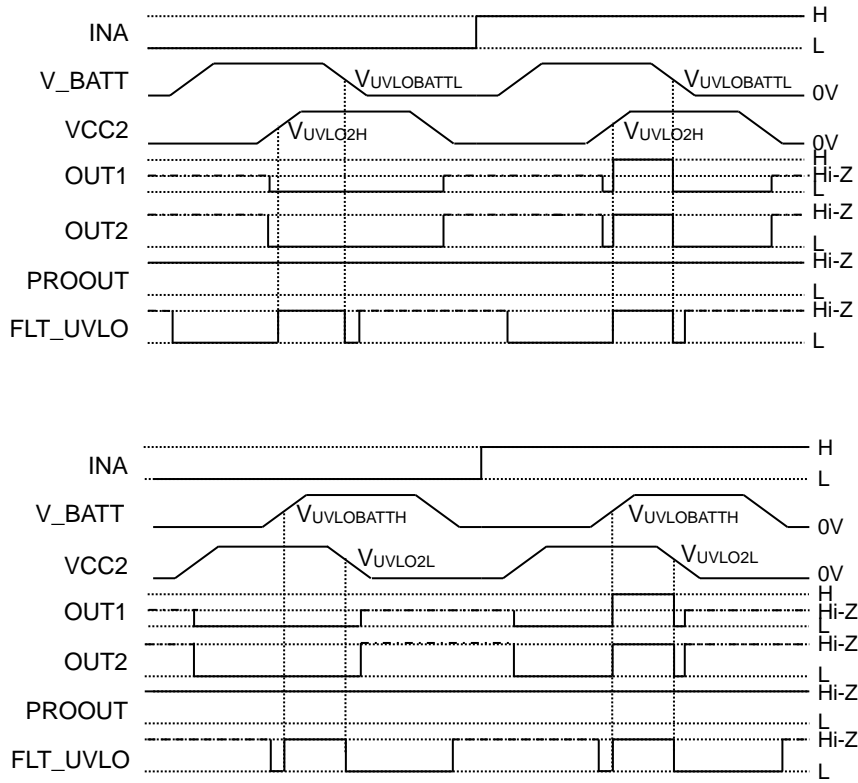 INA H
L
V_BATT VUVLOBATTL VUVLOBATTL 0V
VCC2 VUVLO2H VUVLO2H 0V
H
OUT1 Hi-Z
L
OUT2 Hi-Z
L
PROOUT Hi-Z
L
FLT_UVLO Hi-Z
L
INA H
L
V_BATT VUVLOBATTH VUVLOBATTH 0V
VCC2 VUVLO2L VUVLO2L 0V
H
OUT1 Hi-Z
L
OUT2 Hi-Z
L
PROOUT Hi-Z
L
FLT_UVLO Hi-Z
L